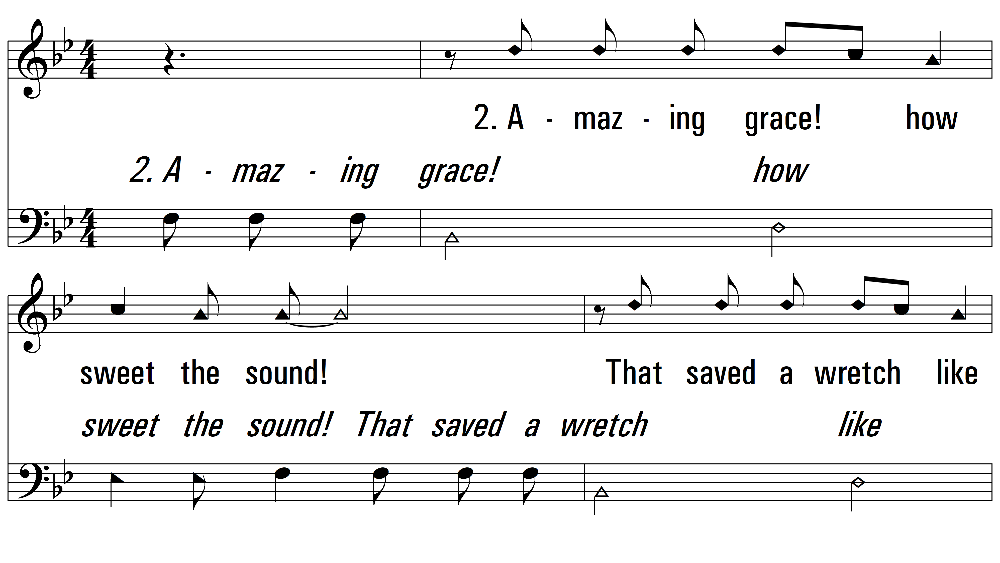 2. A - maz - ing grace! how
2. A - maz - ing grace! how
sweet the sound! That saved a wretch like
sweet the sound! That saved a wretch like